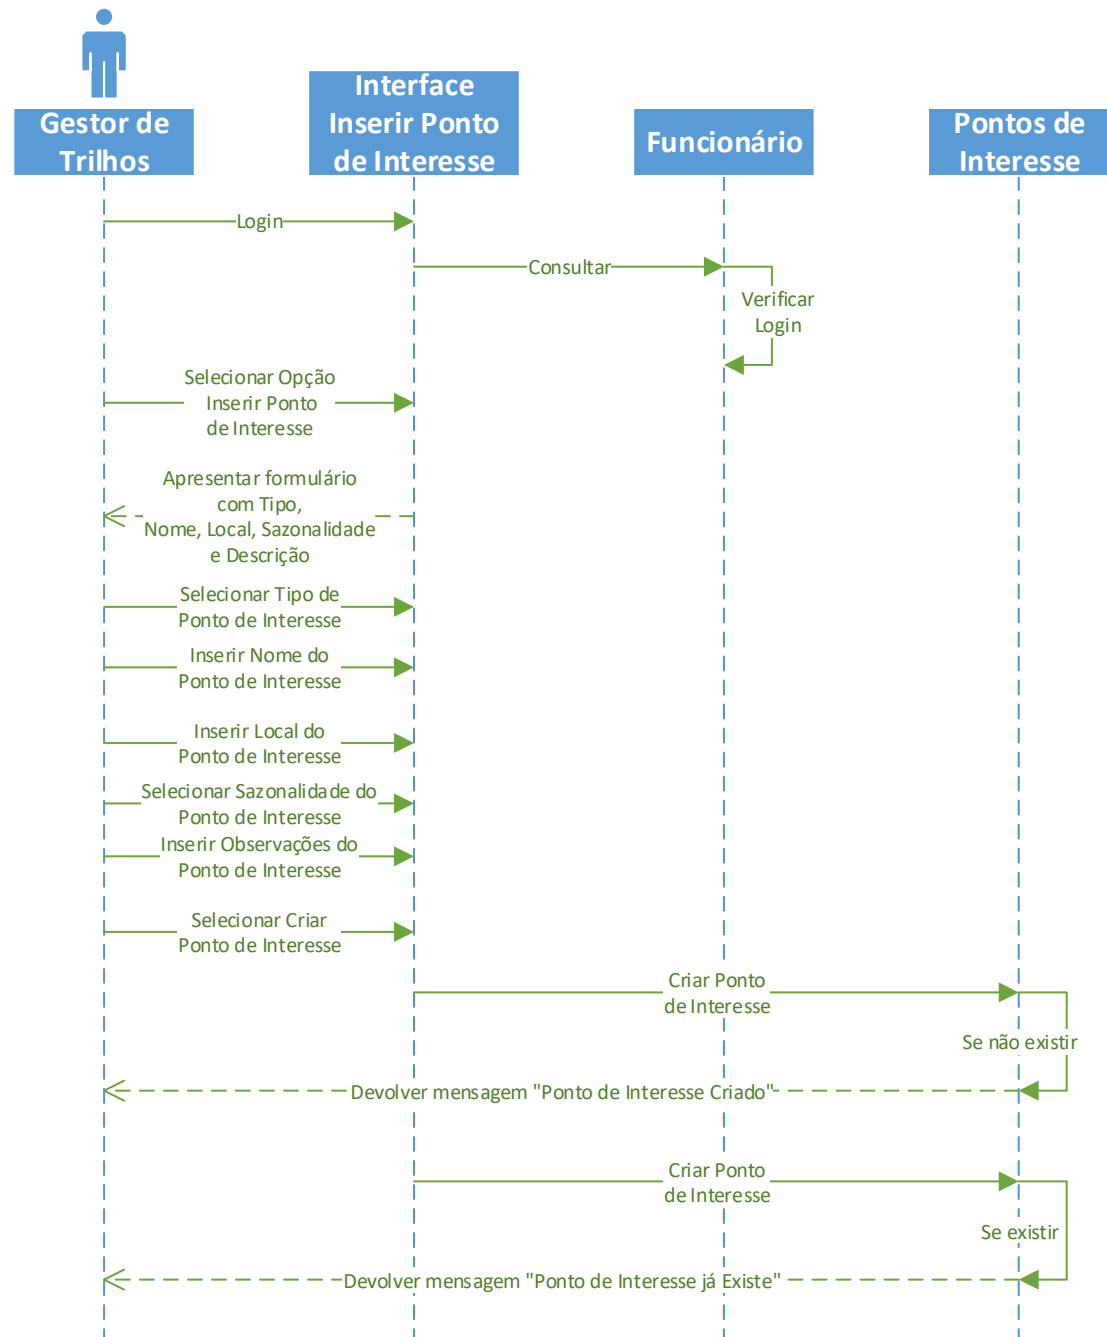 Gestor de
Trilhos
Interface
Inserir Ponto
de Interesse
Funcionário
Pontos de
Interesse
Login
Consultar
Verificar
Login
Selecionar Opção
Inserir Ponto
de Interesse
Apresentar formulário
com Tipo,
Nome, Local, Sazonalidade
e Descrição
Selecionar Tipo de
Ponto de Interesse
Inserir Nome do
Ponto de Interesse
Inserir Local do
Ponto de Interesse
Selecionar Sazonalidade do
Ponto de Interesse
Inserir Observações do
Ponto de Interesse
Selecionar Criar
Ponto de Interesse
Criar Ponto
de Interesse
Se não existir
Devolver mensagem "Ponto de Interesse Criado"
Criar Ponto
de Interesse
Se existir
Devolver mensagem "Ponto de Interesse já Existe"